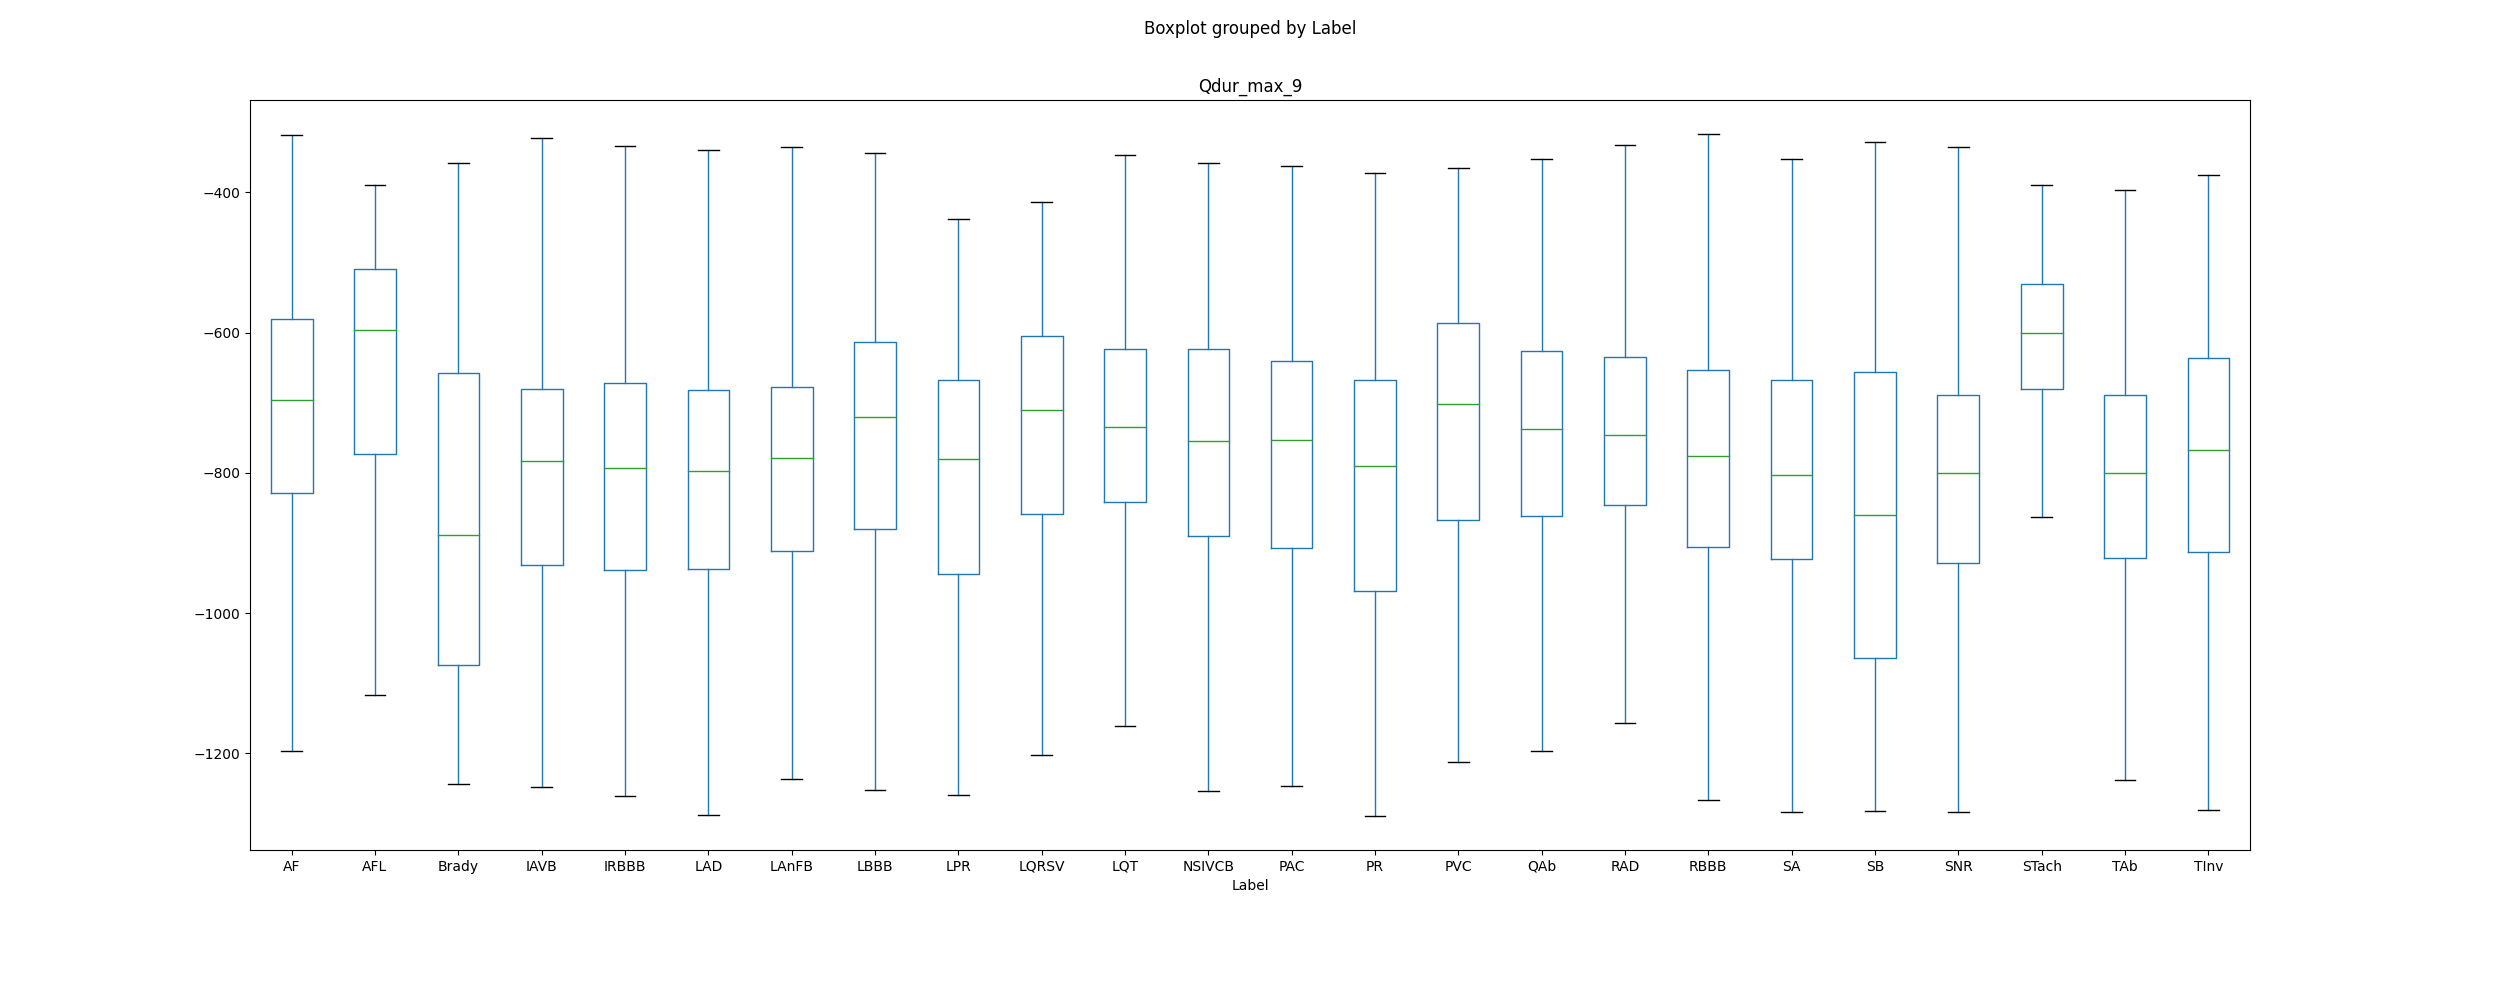 Boxplot grouped by Label
Qdur_max_9
−400
−600
−800
−1000
−1200
AF AFL Brady IAVB IRBBB LAD LAnFB LBBB LPR LQRSV LQT NSIVCB PAC PR PVC QAb RAD RBBB SA SB SNR STach TAb TInv
Label